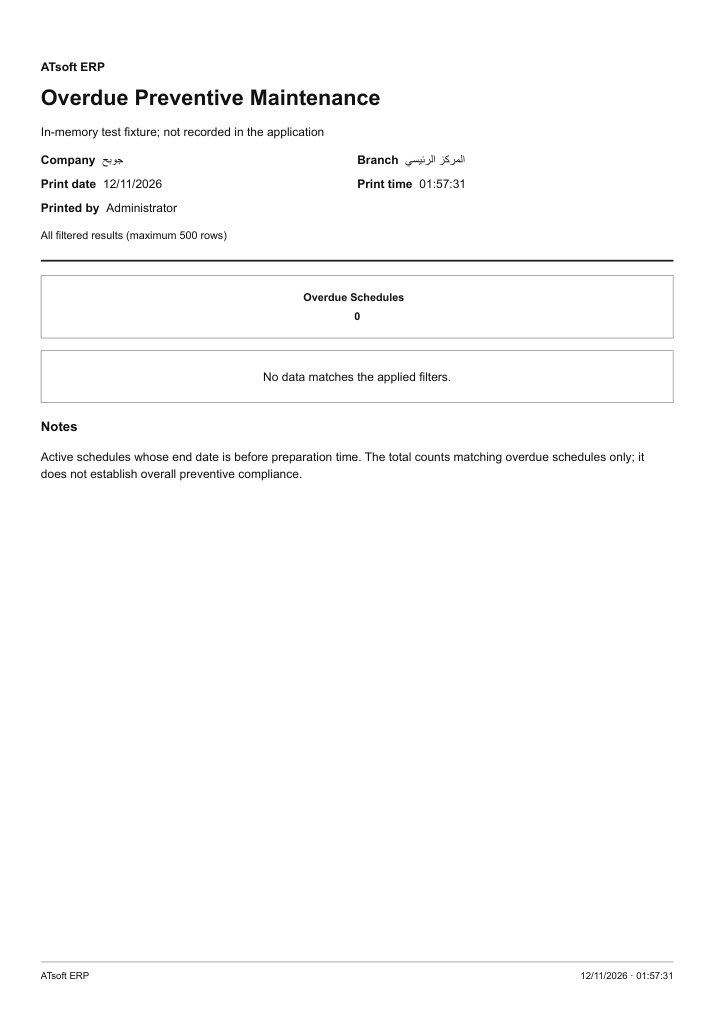 ATsoft ERP
Overdue Preventive Maintenance
In-memory test fixture; not recorded in the application
Company جويح Branch المركز الرئيسي
Print date 12/11/2026 Print time 01:57:31
Printed by Administrator
All filtered results (maximum 500 rows)
Overdue Schedules
0
No data matches the applied filters.
Notes
Active schedules whose end date is before preparation time. The total counts matching overdue schedules only; it
does not establish overall preventive compliance.
ATsoft ERP 12/11/2026 · 01:57:31